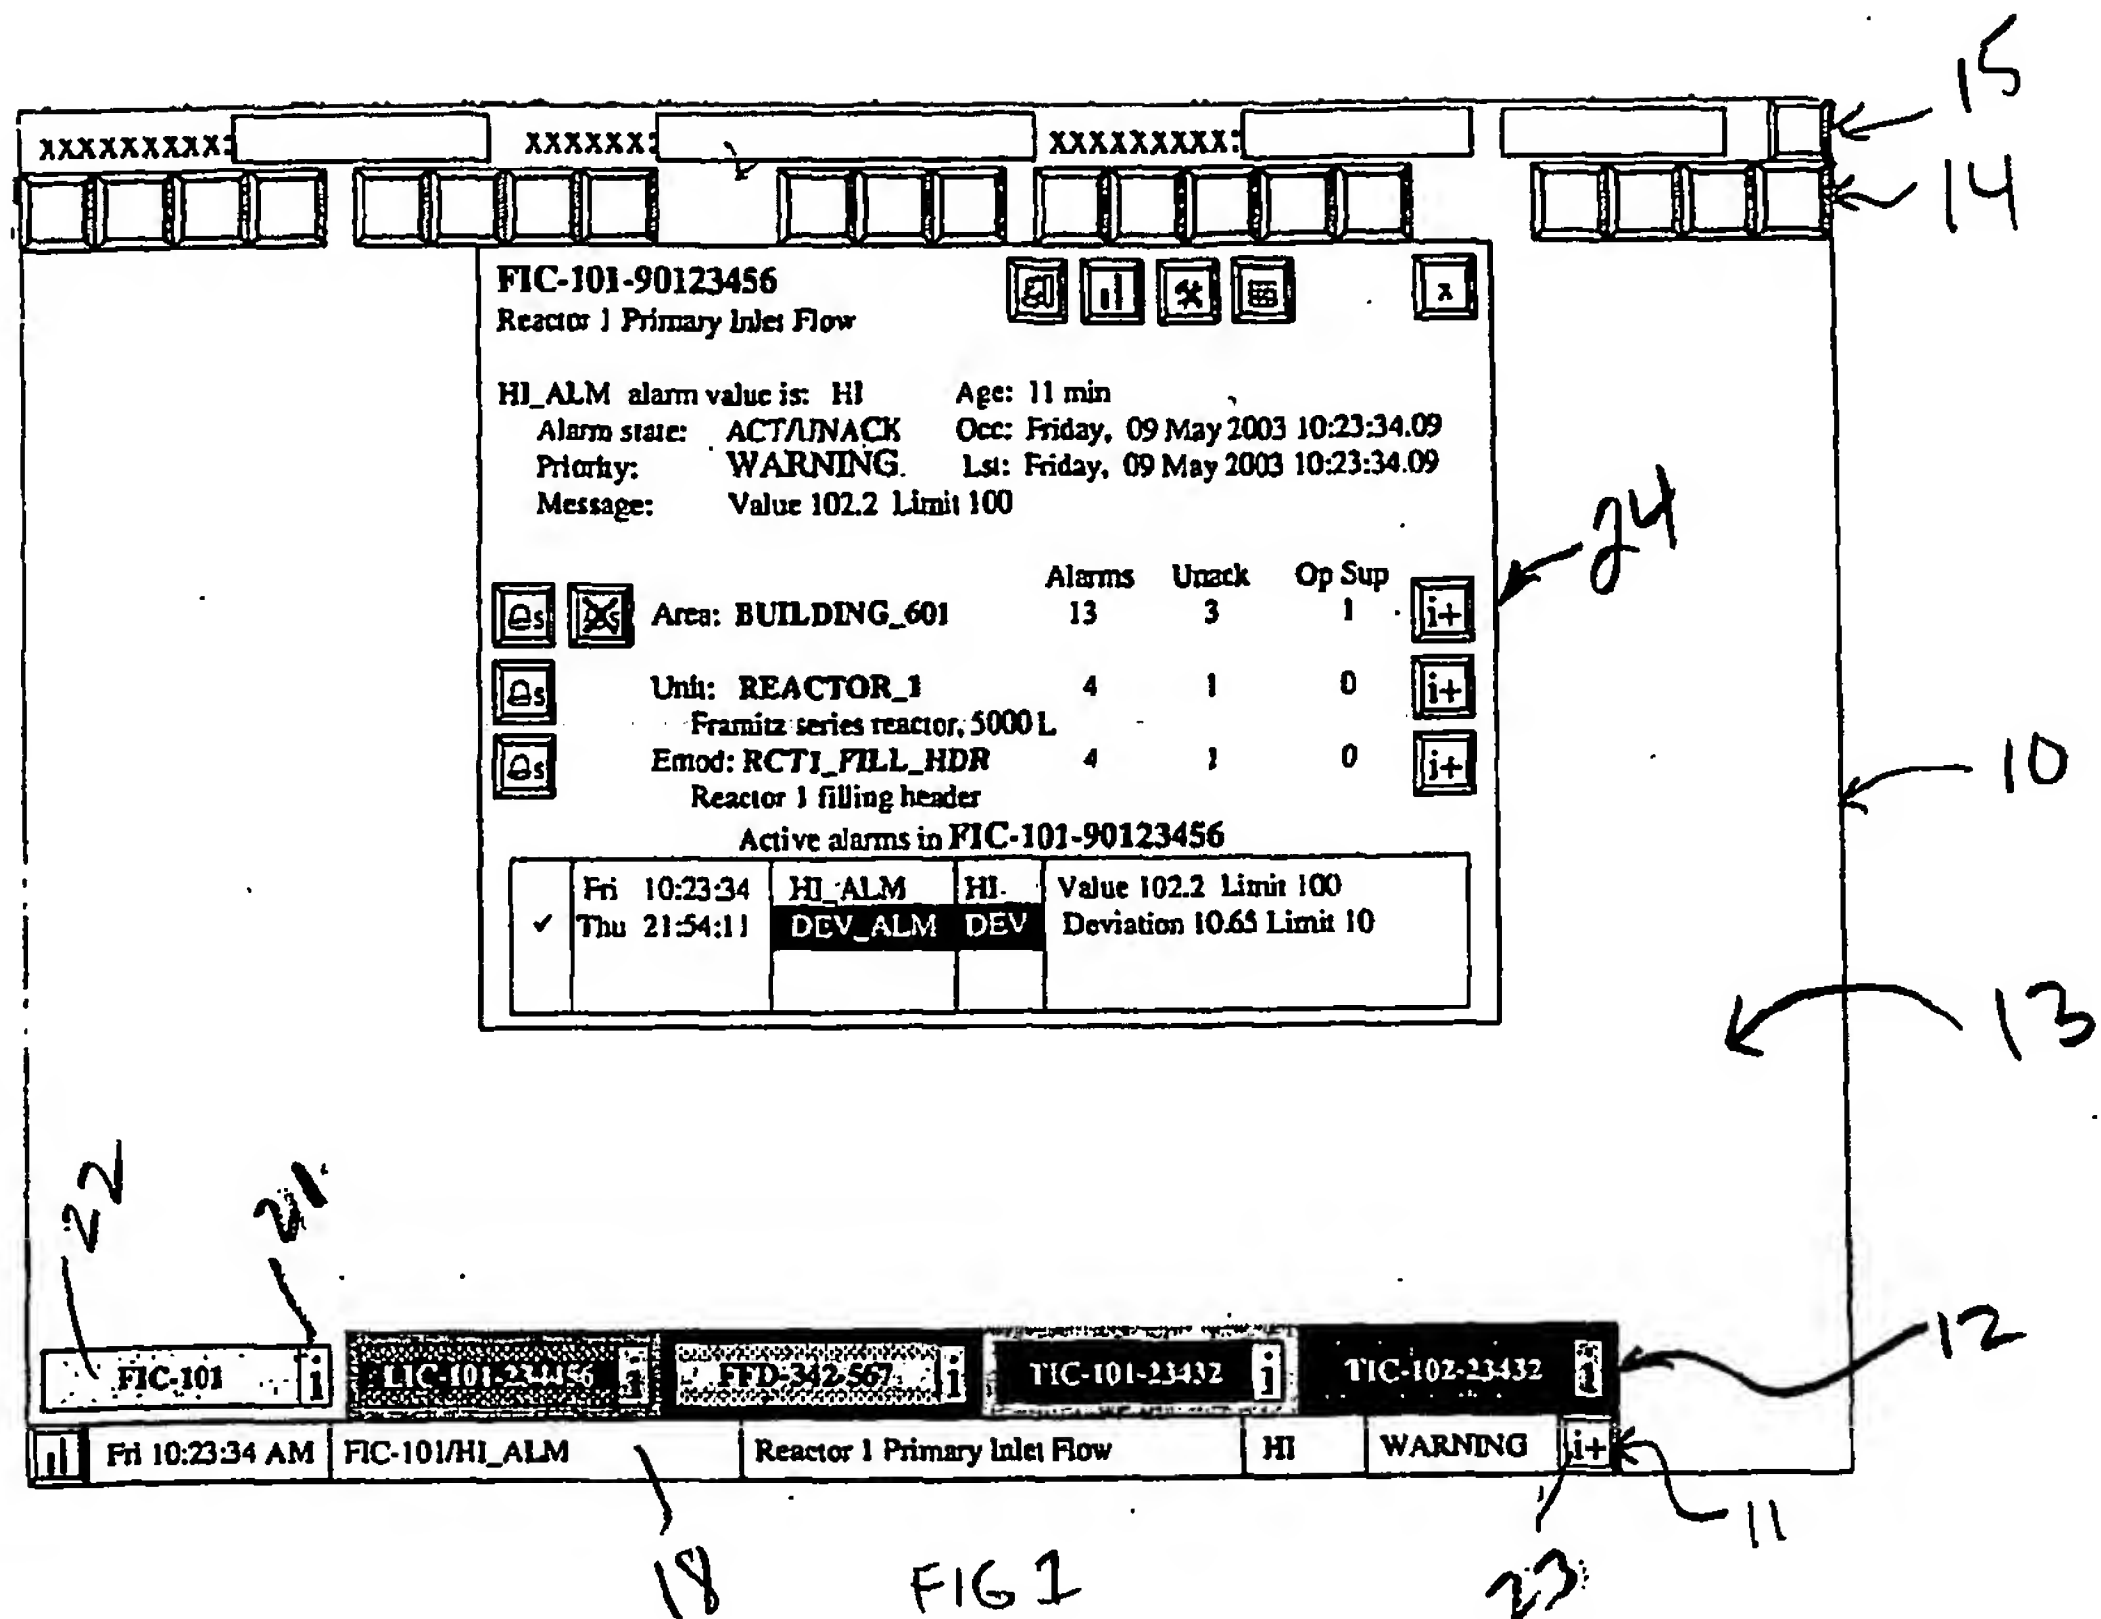 15
xxxxxxxxx: xxxxxx: xxxxxxxxx:
14
FIC-101-90123456 x
Reactor 1 Primary Inlet Flow
HI_ALM alarm value is: HI Age: 11 min
Alarm state: ACT/UNACK Occ: Friday, 09 May 2003 10:23:34.09
Priority: WARNING Lst: Friday, 09 May 2003 10:23:34.09
Message: Value 102.2 Limit 100
24
Alarms Unack Op Sup
s s Area: BUILDING_601 13 3 1 i+
s Unit: REACTOR_1 4 1 0 i+
Framitz series reactor, 5000 L
s Emod: RCT1_FILL_HDR 4 1 0 i+
10
Reactor 1 filling header
Active alarms in FIC-101-90123456
Fri 10:23:34 HI_ALM HI Value 102.2 Limit 100
✓ Thu 21:54:11 DEV_ALM DEV Deviation 10.65 Limit 10
13
22 21
12
FIC-101 i LIC-101-23456 i FFD-342-567 i TIC-101-23432 i TIC-102-23432 i
Fri 10:23:34 AM FIC-101/HI_ALM Reactor 1 Primary Inlet Flow HI WARNING i+
11
18 FIG 1 23